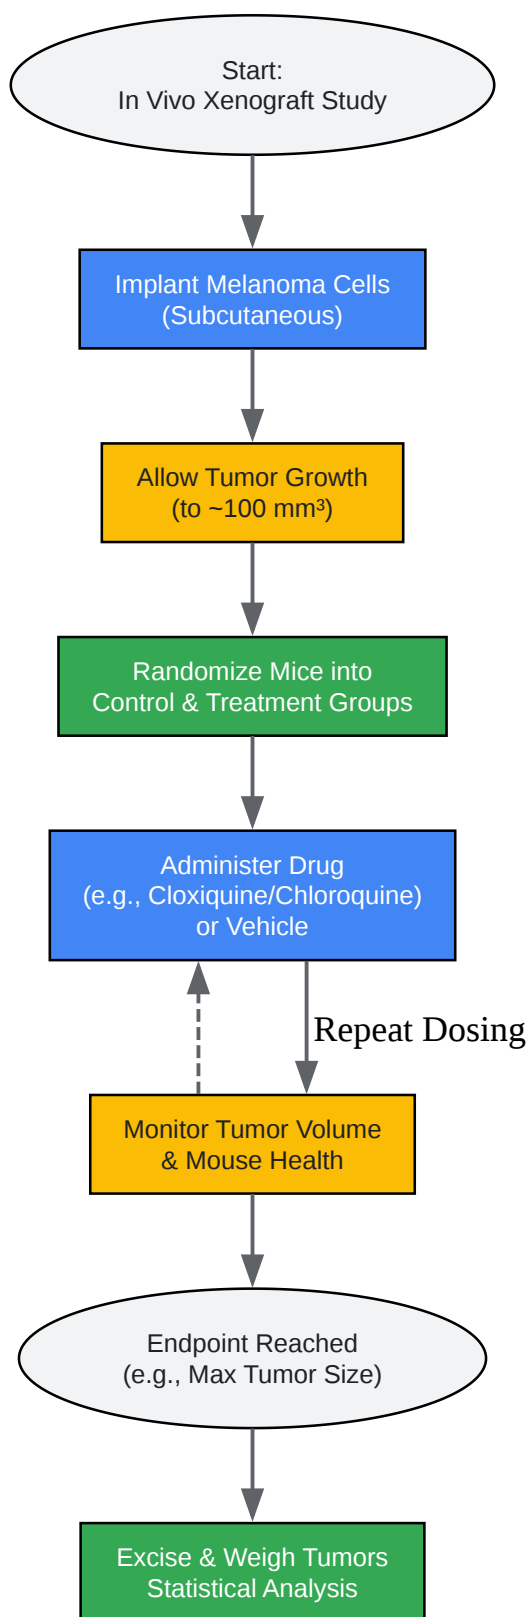 Start:
In Vivo Xenograft Study
Implant Melanoma Cells
(Subcutaneous)
Allow Tumor Growth
(to ~100 mm³)
Randomize Mice into
Control & Treatment Groups
Administer Drug
(e.g., Cloxiquine/Chloroquine)
or Vehicle
Repeat Dosing
Monitor Tumor Volume
& Mouse Health
Endpoint Reached
(e.g., Max Tumor Size)
Excise & Weigh Tumors
Statistical Analysis